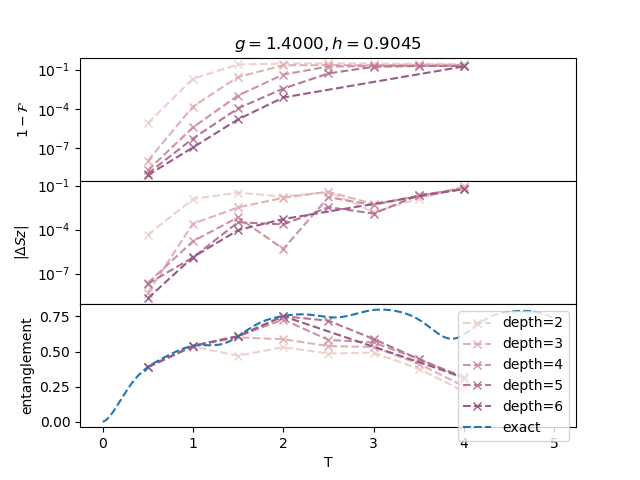 g = 1.4000, h = 0.9045
10⁻¹
10⁻⁴
10⁻⁷
1 − ℱ
10⁻¹
10⁻⁴
10⁻⁷
|ΔSz|
0.75
0.50
0.25
0.00
entanglement
depth=2
depth=3
depth=4
depth=5
depth=6
exact
0 1 2 3 4 5
T